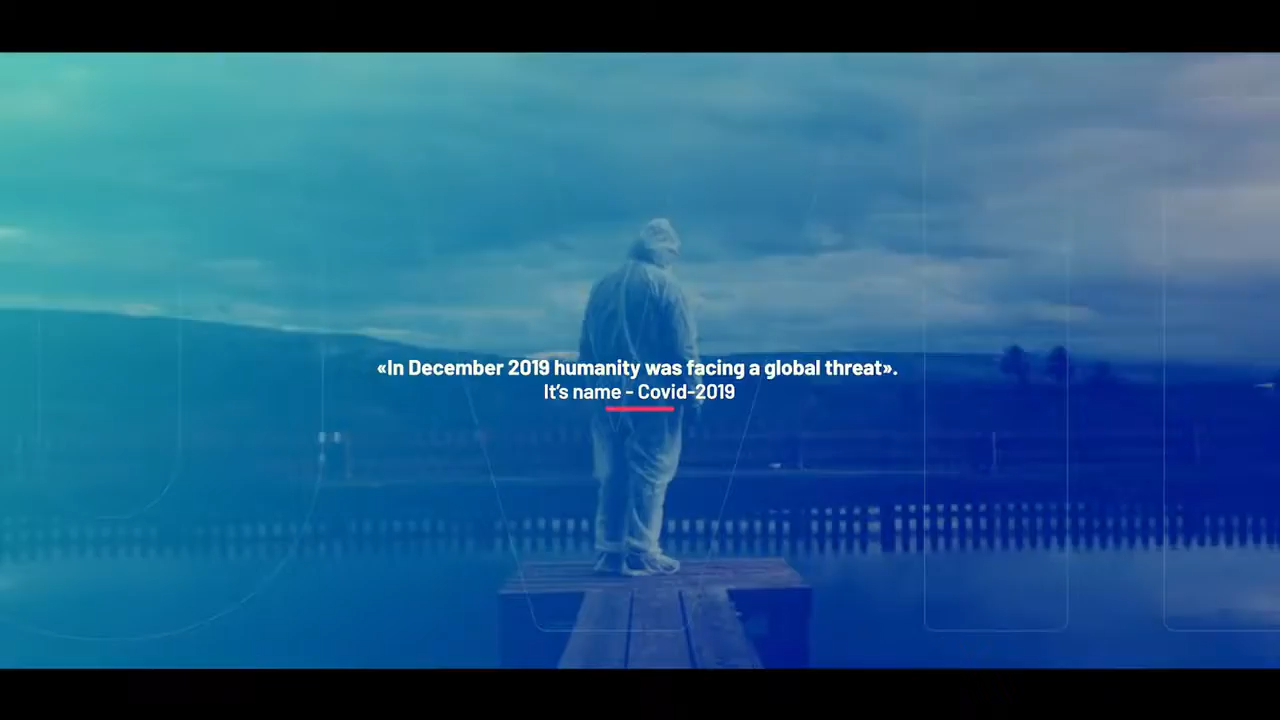 «In December 2019 humanity was facing a global threat».
It’s name - Covid-2019